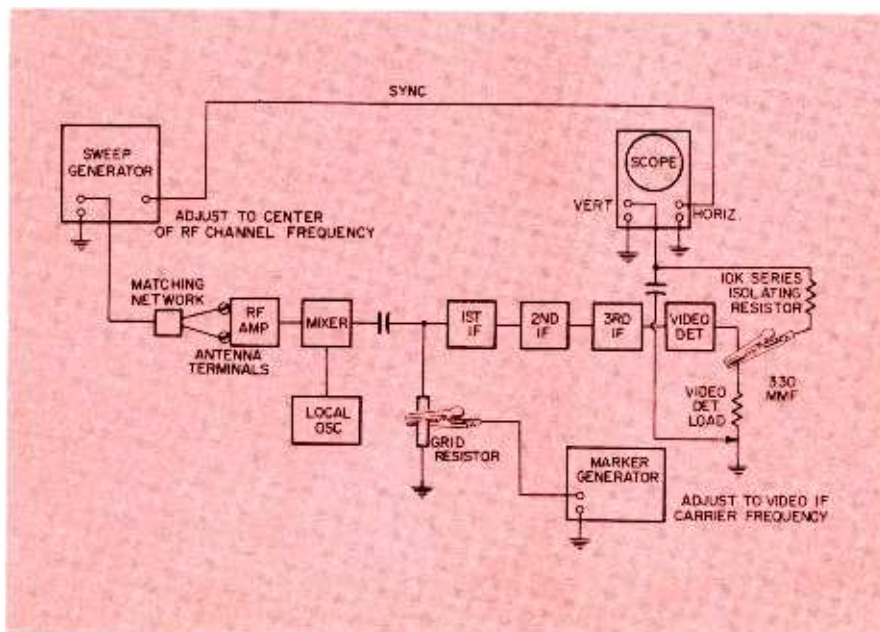 SYNC
SWEEP
GENERATOR
SCOPE
VERT
HORIZ.
ADJUST TO CENTER
OF RF CHANNEL FREQUENCY
MATCHING
NETWORK
RF
AMP
MIXER
1ST
IF
2ND
IF
3RD
IF
VIDEO
DET
10K SERIES
ISOLATING
RESISTOR
ANTENNA
TERMINALS
LOCAL
OSC
GRID
RESISTOR
VIDEO
DET
LOAD
330
MMF
MARKER
GENERATOR
ADJUST TO VIDEO IF
CARRIER FREQUENCY